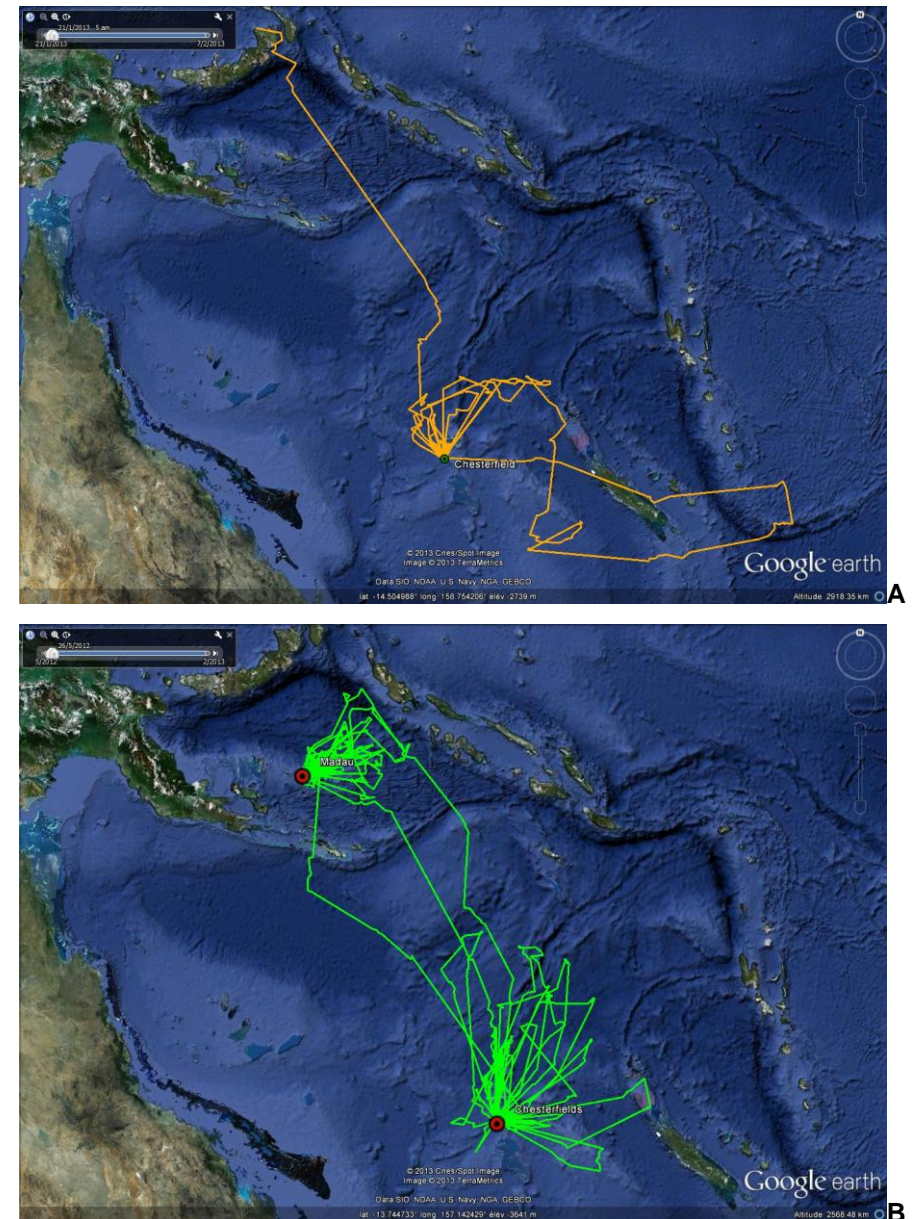 21/1/2013 5 am
21/1/2013 7/2/2013
N
Chesterfield
© 2013 Cnes/Spot Image
Image © 2013 TerraMetrics
Data SIO, NOAA, U.S. Navy, NGA, GEBCO
Google earth
lat -14.504988° long 158.754206° élév -2739 m Altitude 2918.35 km
A
26/5/2012
5/2012 2/2013
N
Madau
Chesterfields
© 2013 Cnes/Spot Image
Image © 2013 TerraMetrics
Data SIO, NOAA, U.S. Navy, NGA, GEBCO
Google earth
lat -13.744733° long 157.142429° élév -3641 m Altitude 2568.48 km
B